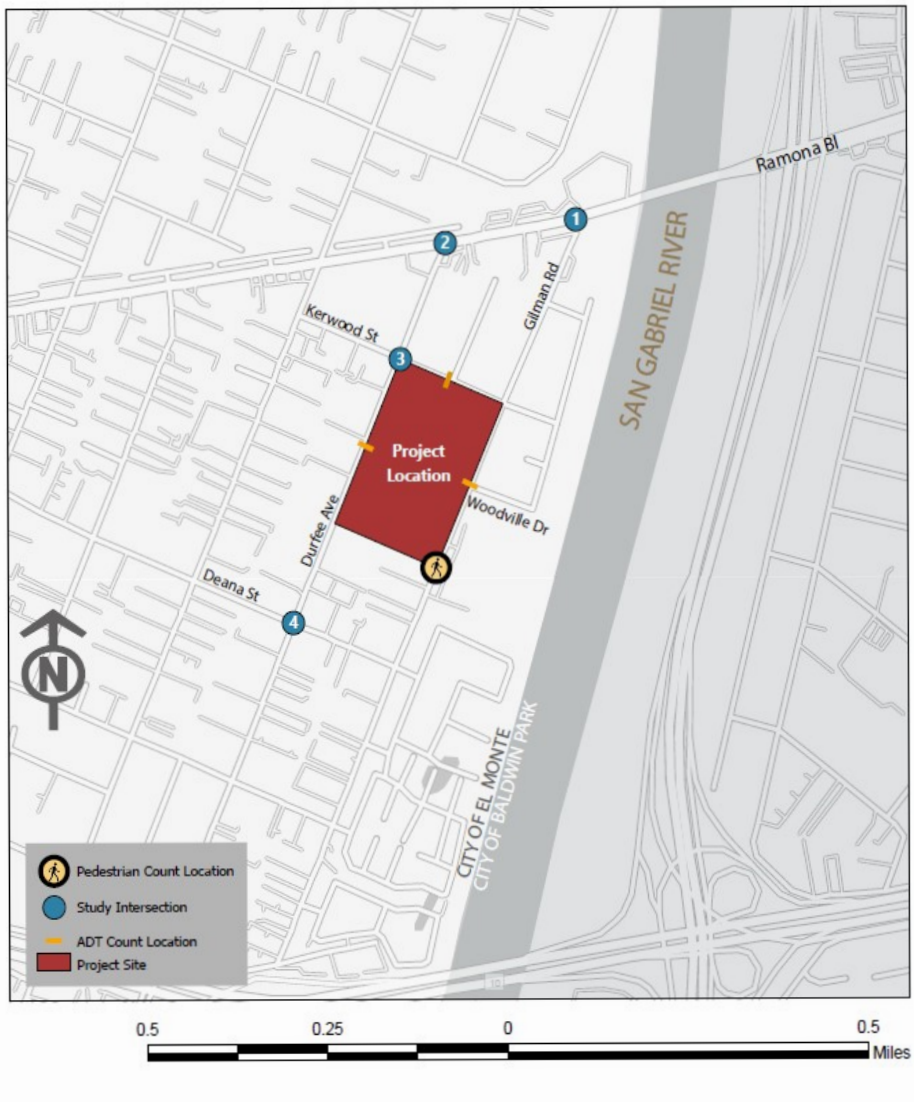 Ramona Bl
1
2
SAN GABRIEL RIVER
Gilman Rd
Kerwood St
3
Project
Location
Woodville Dr
Durfee Ave
Deana St
4
N
CITY OF EL MONTE
CITY OF BALDWIN PARK
Pedestrian Count Location
Study Intersection
ADT Count Location
Project Site
0.5
0.25
0
0.5
Miles